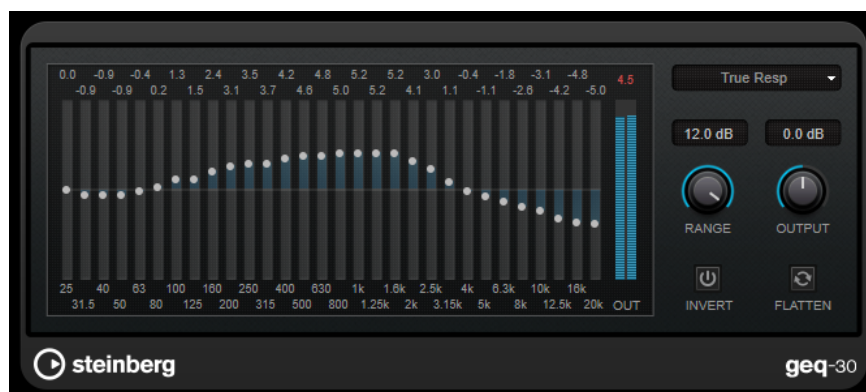 0.0 -0.9 -0.4 1.3 2.4 3.5 4.2 4.8 5.2 5.2 3.0 -0.4 -1.8 -3.1 -4.8
-0.9 -0.9 0.2 1.5 3.1 3.7 4.6 5.0 5.2 4.1 1.1 -1.1 -2.6 -4.2 -5.0
4.5
True Resp
12.0 dB
0.0 dB
RANGE
OUTPUT
25 40 63 100 160 250 400 630 1k 1.6k 2.5k 4k 6.3k 10k 16k
31.5 50 80 125 200 315 500 800 1.25k 2k 3.15k 5k 8k 12.5k 20k OUT
INVERT
FLATTEN
steinberg
geq-30